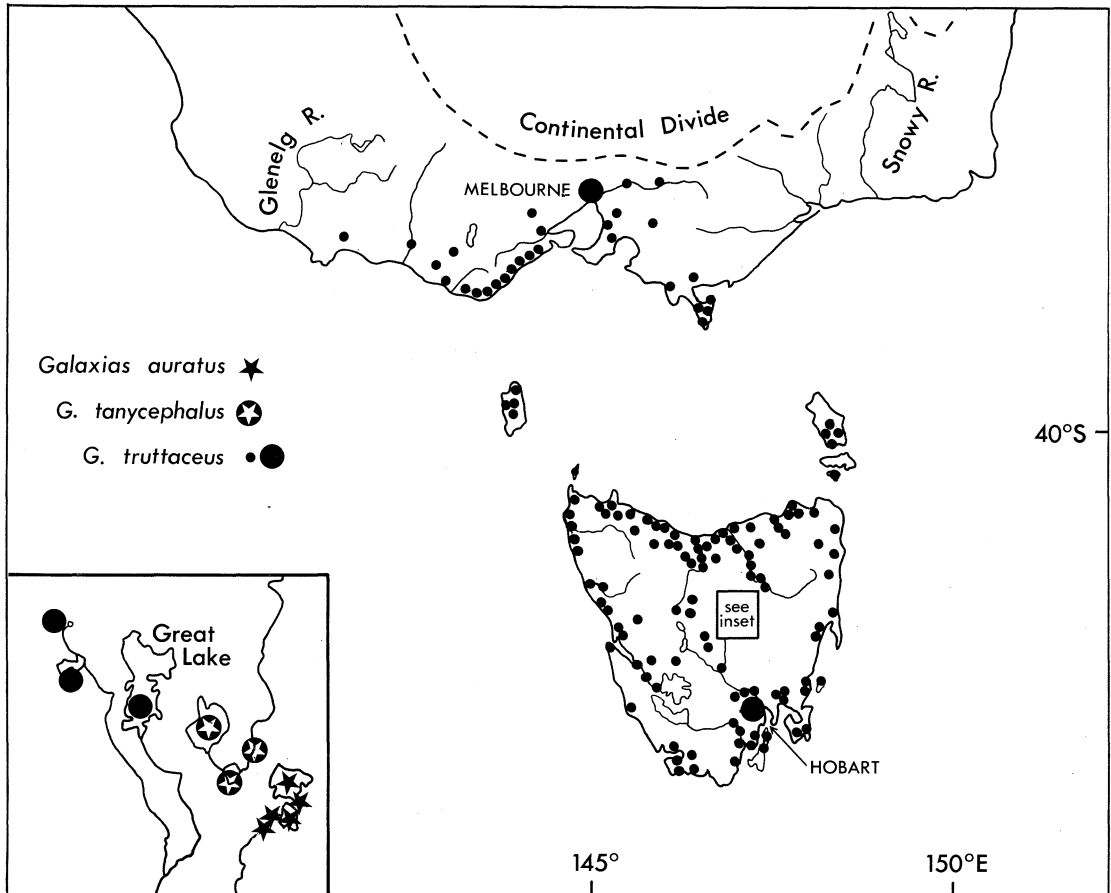 Continental Divide
Glenelg R.
Snowy R.
MELBOURNE
Galaxias auratus
G. tanycephalus
G. truttaceus
40°S
see
inset
Great
Lake
HOBART
145°
150°E